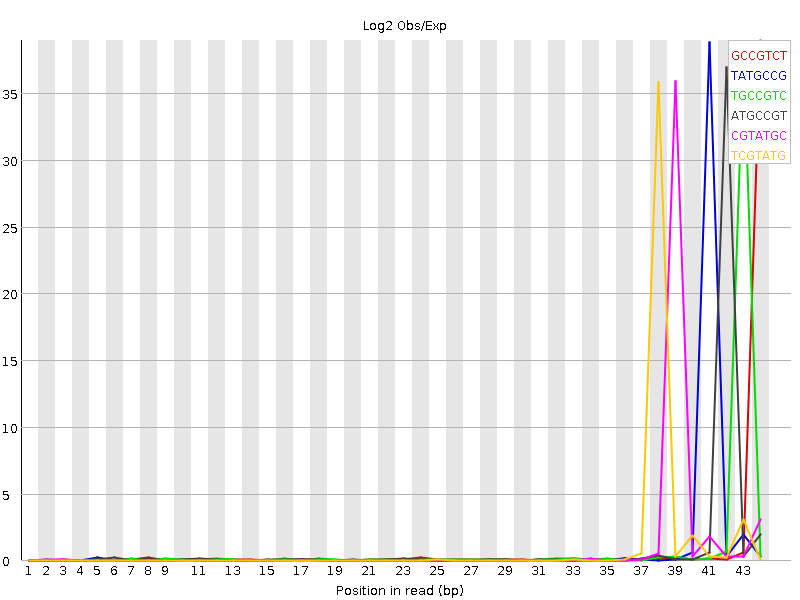 Log2 Obs/Exp
GCCGTCT
TATGCCG
TGCCGTC
ATGCCGT
CGTATGC
TCGTATG
35
30
25
20
15
10
5
0
1 2 3 4 5 6 7 8 9 11 13 15 17 19 21 23 25 27 29 31 33 35 37 39 41 43
Position in read (bp)